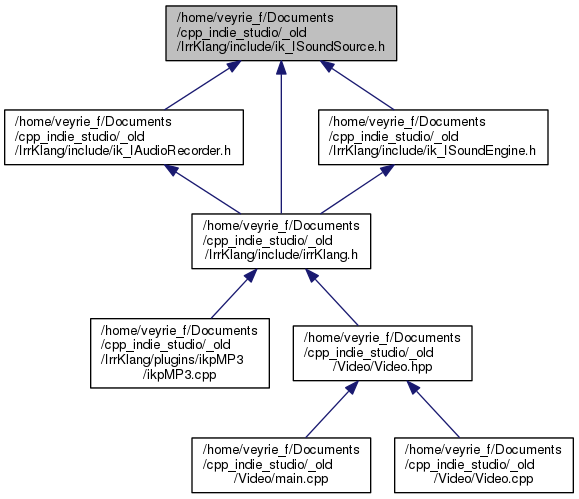 /home/veyrie_f/Documents
/cpp_indie_studio/_old
/IrrKlang/include/ik_ISoundSource.h
/home/veyrie_f/Documents
/cpp_indie_studio/_old
/IrrKlang/include/ik_IAudioRecorder.h
/home/veyrie_f/Documents
/cpp_indie_studio/_old
/IrrKlang/include/ik_ISoundEngine.h
/home/veyrie_f/Documents
/cpp_indie_studio/_old
/IrrKlang/include/irrKlang.h
/home/veyrie_f/Documents
/cpp_indie_studio/_old
/IrrKlang/plugins/ikpMP3
/ikpMP3.cpp
/home/veyrie_f/Documents
/cpp_indie_studio/_old
/Video/Video.hpp
/home/veyrie_f/Documents
/cpp_indie_studio/_old
/Video/main.cpp
/home/veyrie_f/Documents
/cpp_indie_studio/_old
/Video/Video.cpp